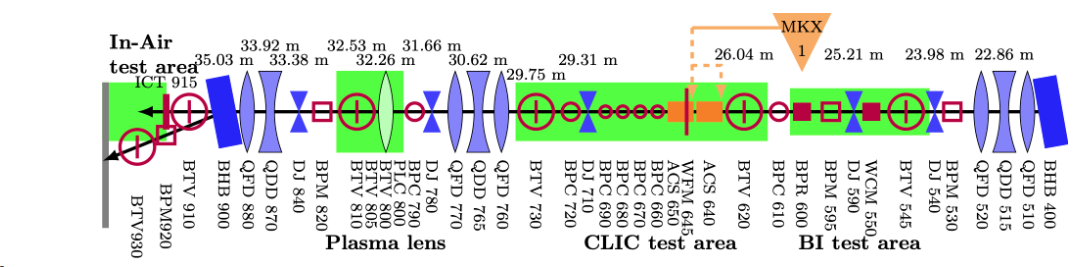 In-Air
test area
ICT 915
35.03 m
33.92 m
33.38 m
32.53 m
32.26 m
31.66 m
30.62 m
29.75 m
29.31 m
MKX
1
26.04 m
25.21 m
23.98 m
22.86 m
BTV930
BPM920
BTV 910
BHB 900
QFD 880
QDD 870
DJ 840
BPM 820
BTV 810
BTV 805
BTV 800
PLC 800
BPC 790
DJ 780
QFD 770
QDD 765
QFD 760
BTV 730
BPC 720
DJ 710
BPC 690
BPC 680
BPC 670
BPC 660
ACS 650
WFM 645
ACS 640
BTV 620
BPC 610
BPR 600
BPM 595
DJ 590
WCM 550
BTV 545
DJ 540
BPM 530
QFD 520
QDD 515
QFD 510
BHB 400
Plasma lens
CLIC test area
BI test area